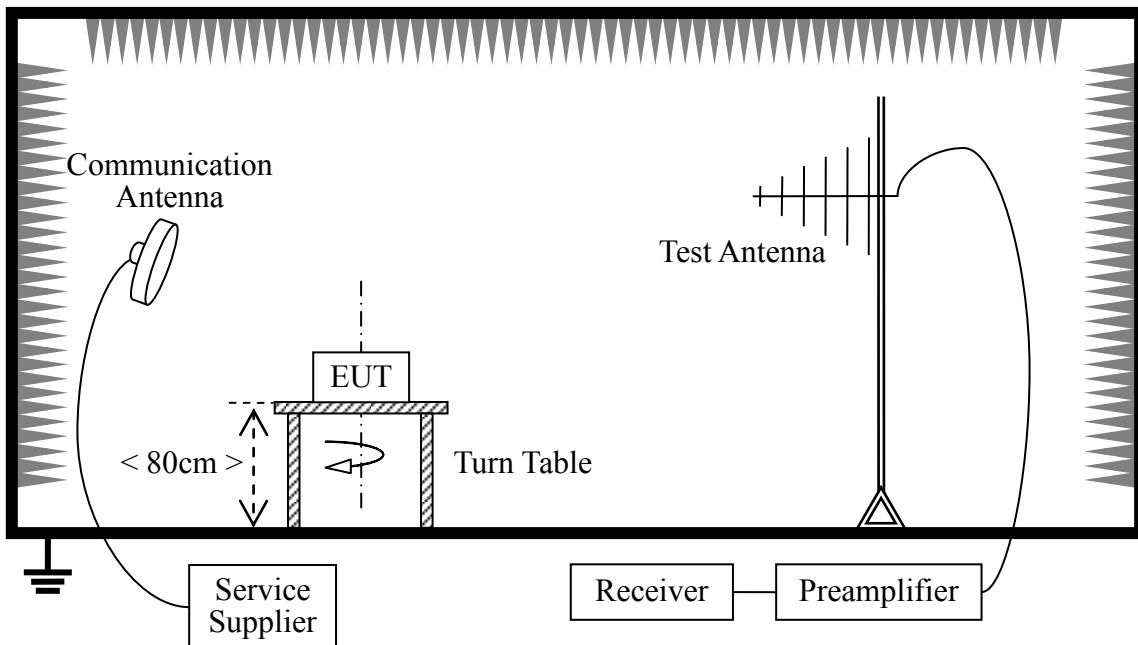 Communication
Antenna
Test Antenna
EUT
< 80cm >
Turn Table
Service
Supplier
Receiver
Preamplifier